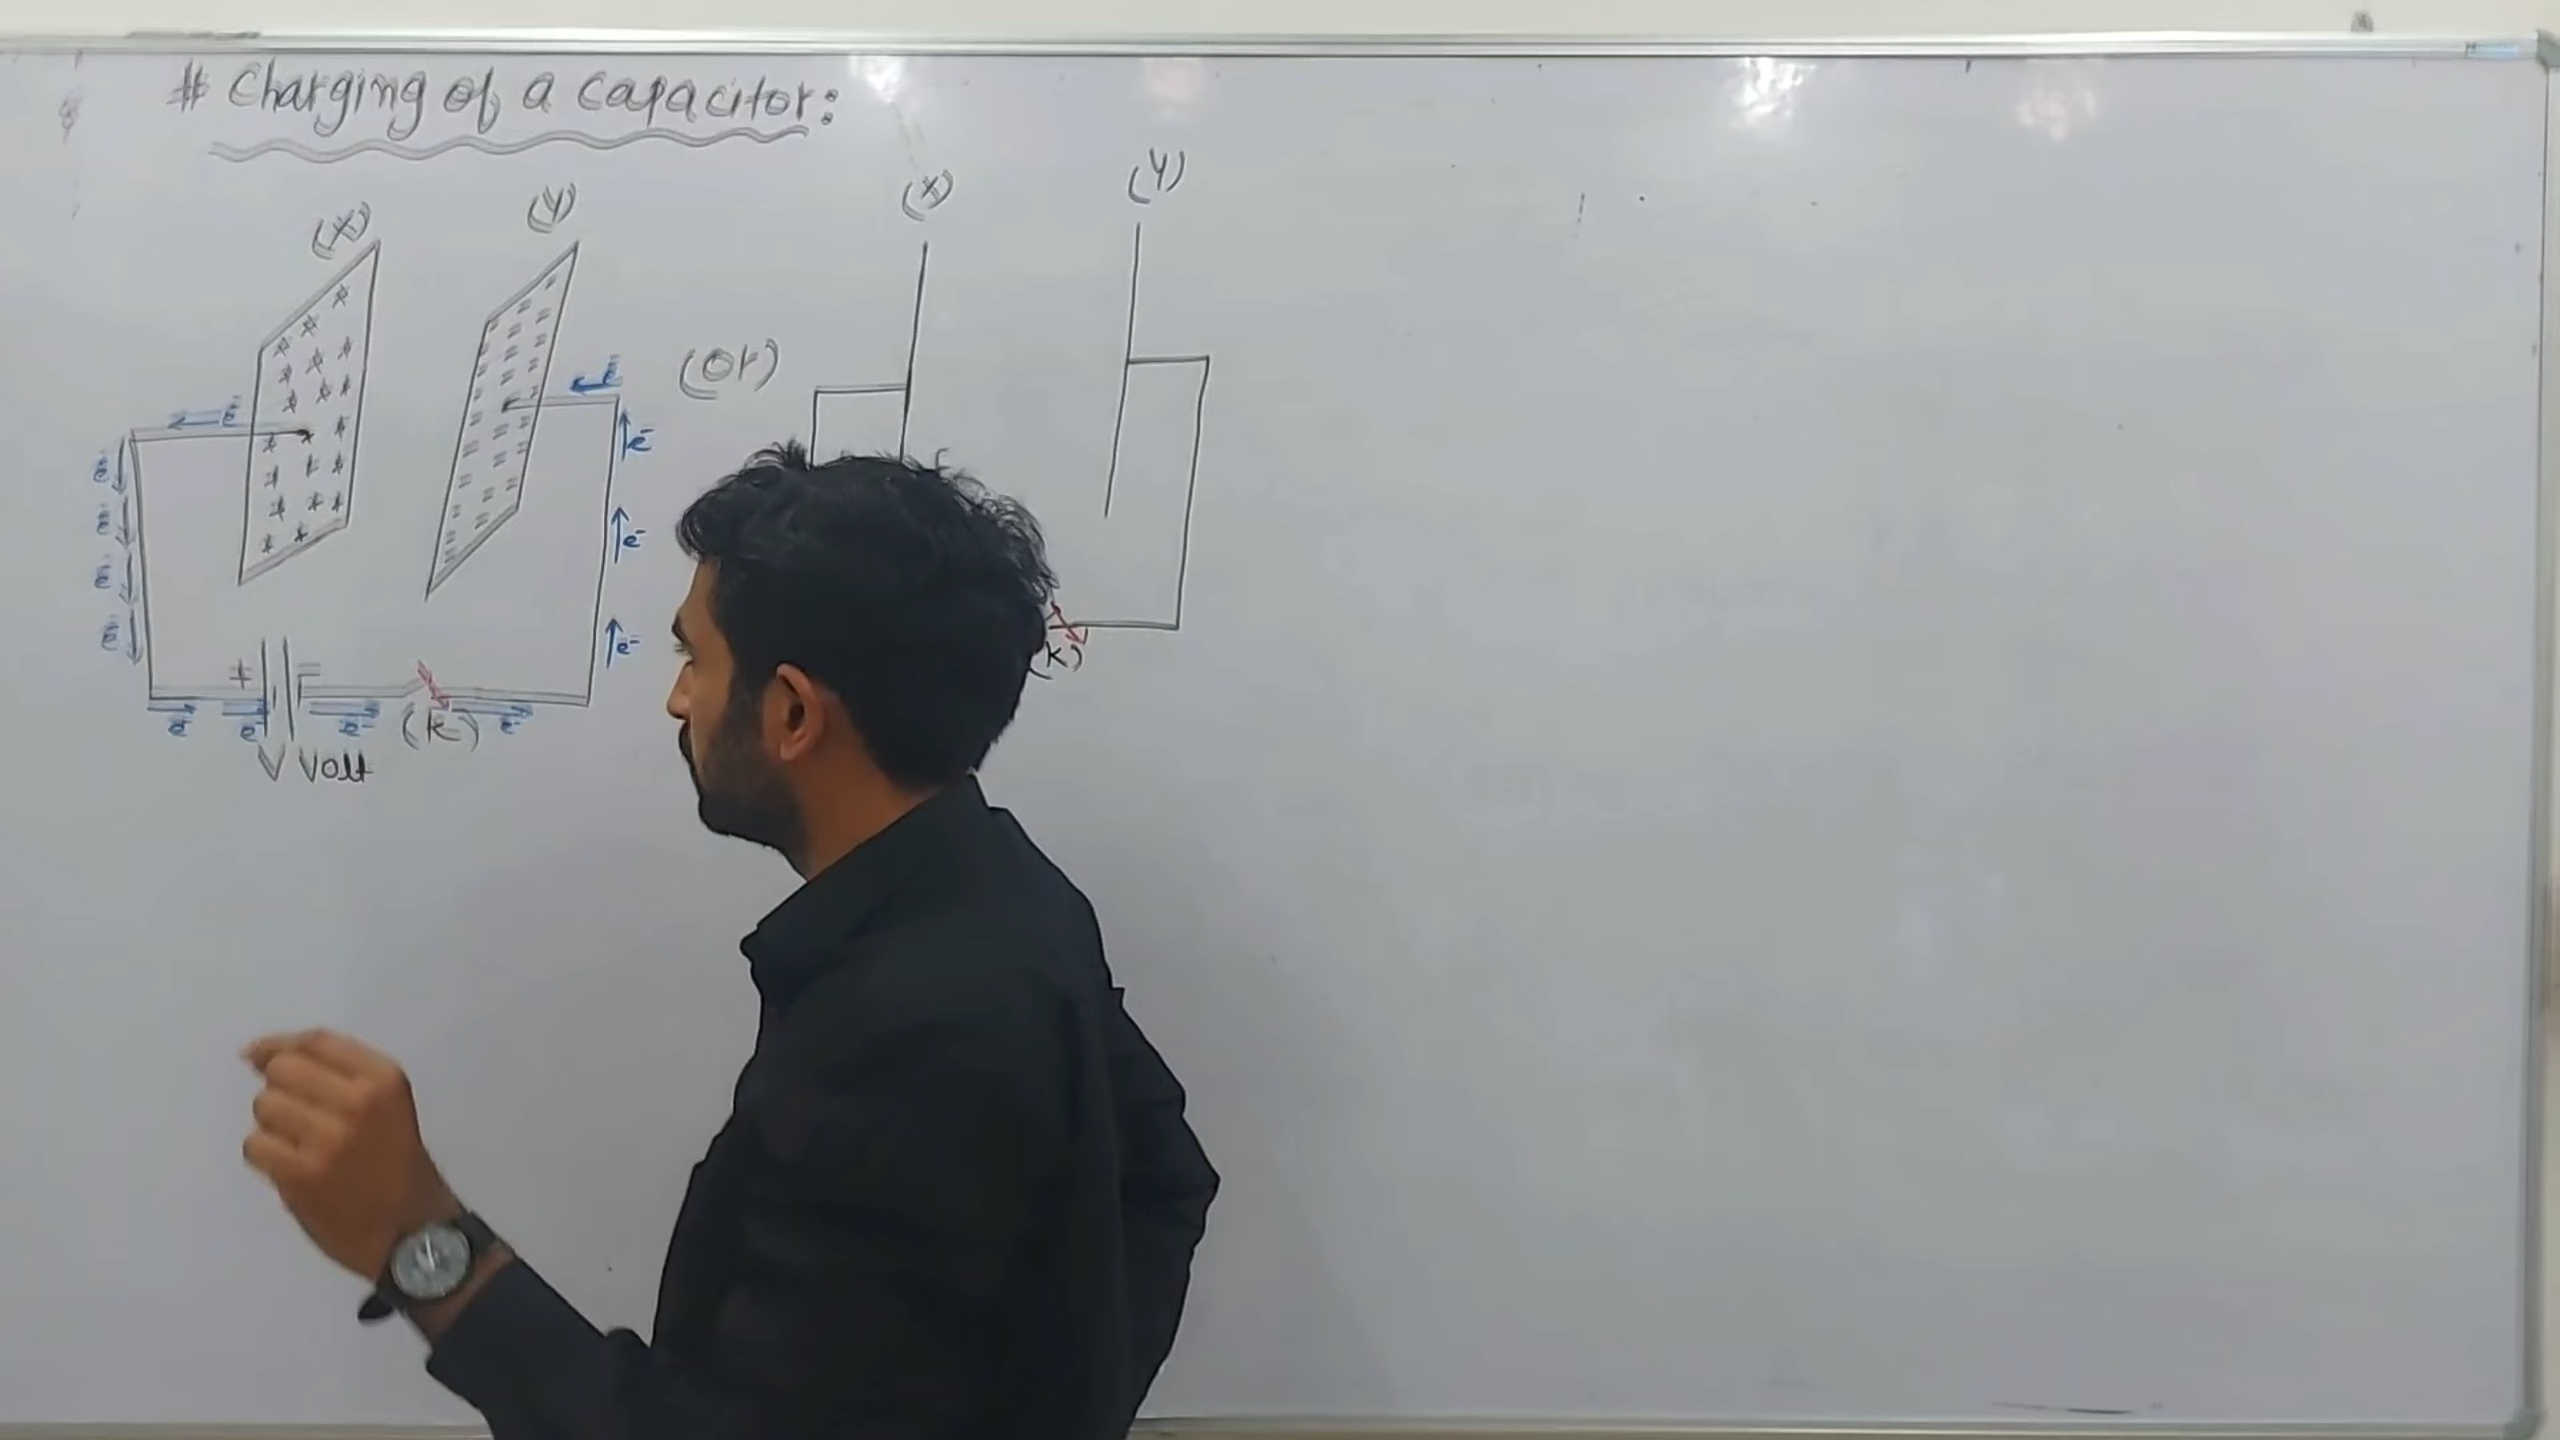 # Charging of a capacitor:
(X) (Y) (X) (Y)
+ + + + + + + + + + + + + + + + + + + +
(or)
e⁻ e⁻
e⁻ e⁻
e⁻ e⁻
e⁻
e⁻ e⁻
+ −
(K)
e⁻ e⁻ e⁻ (K) e⁻
V Volt